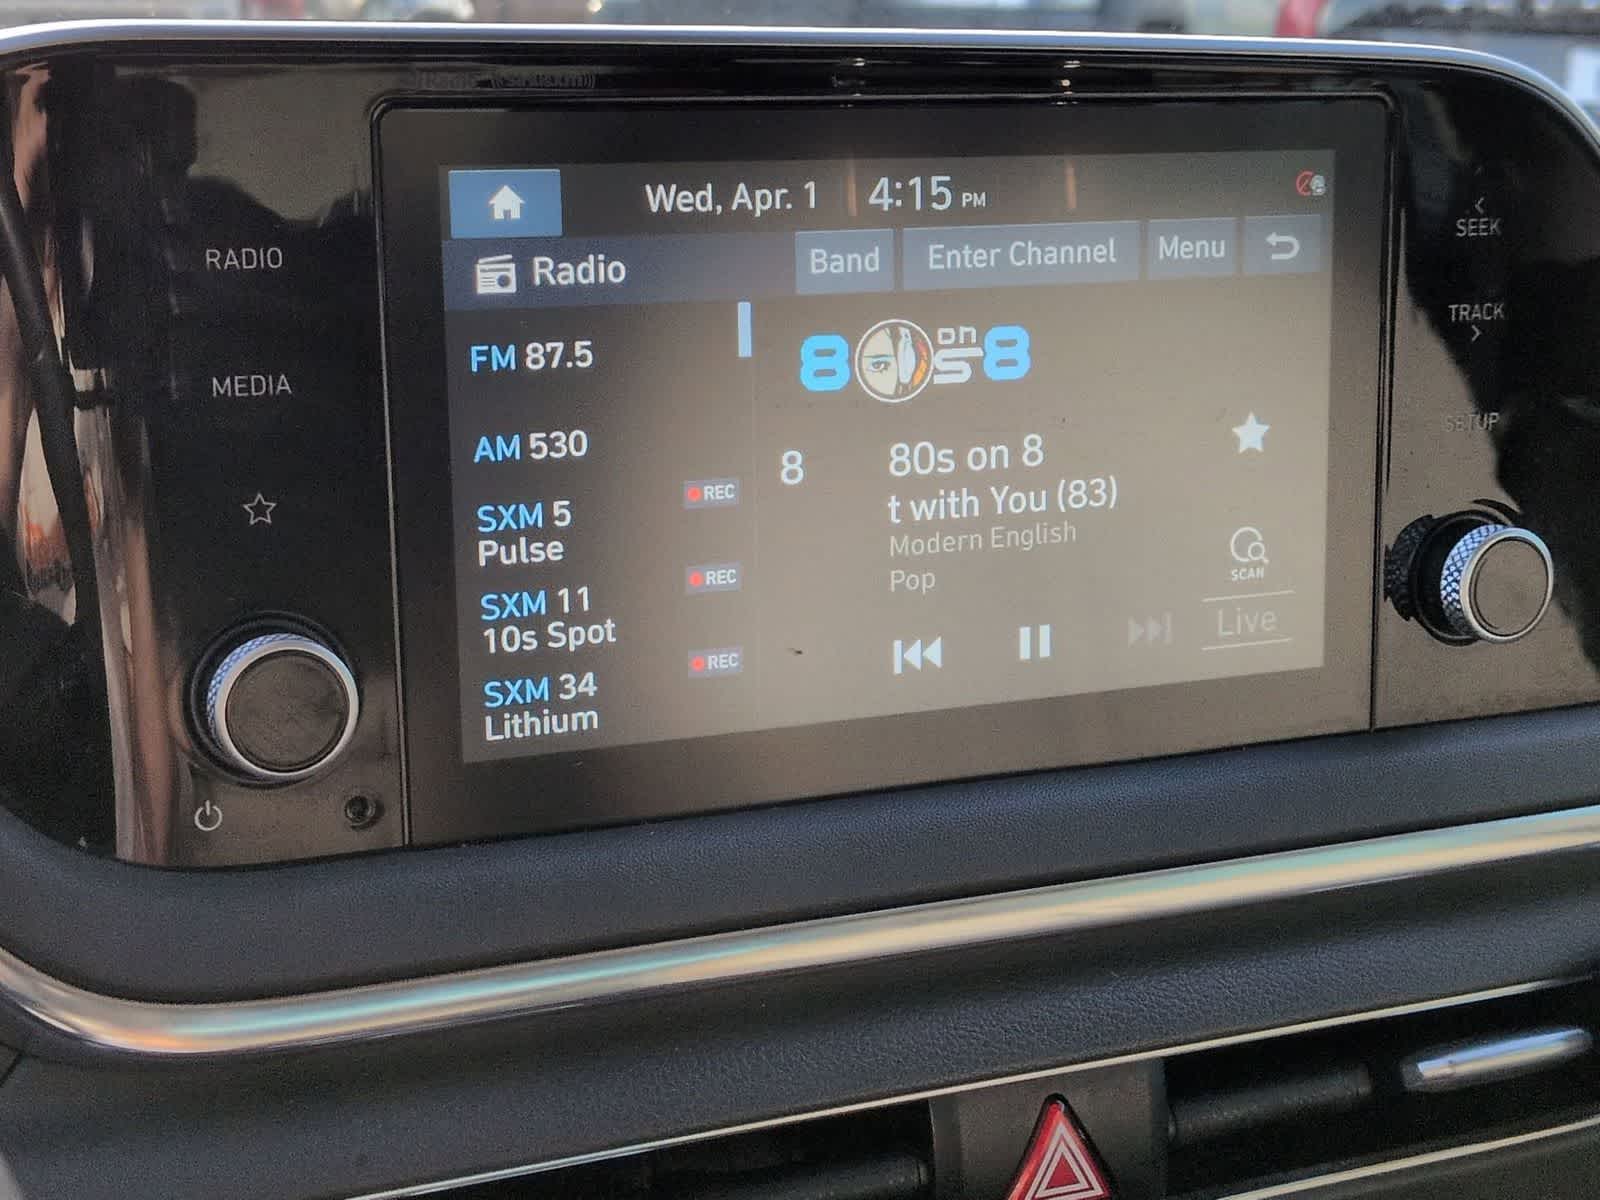 Wed, Apr. 1 4:15 PM
RADIO
MEDIA
Radio
Band
Enter Channel
Menu
FM 87.5
AM 530
SXM 5
Pulse
REC
SXM 11
10s Spot
REC
SXM 34
Lithium
REC
8 on
s 8
8
80s on 8
t with You (83)
Modern English
Pop
SCAN
Live
SEEK
TRACK
SETUP